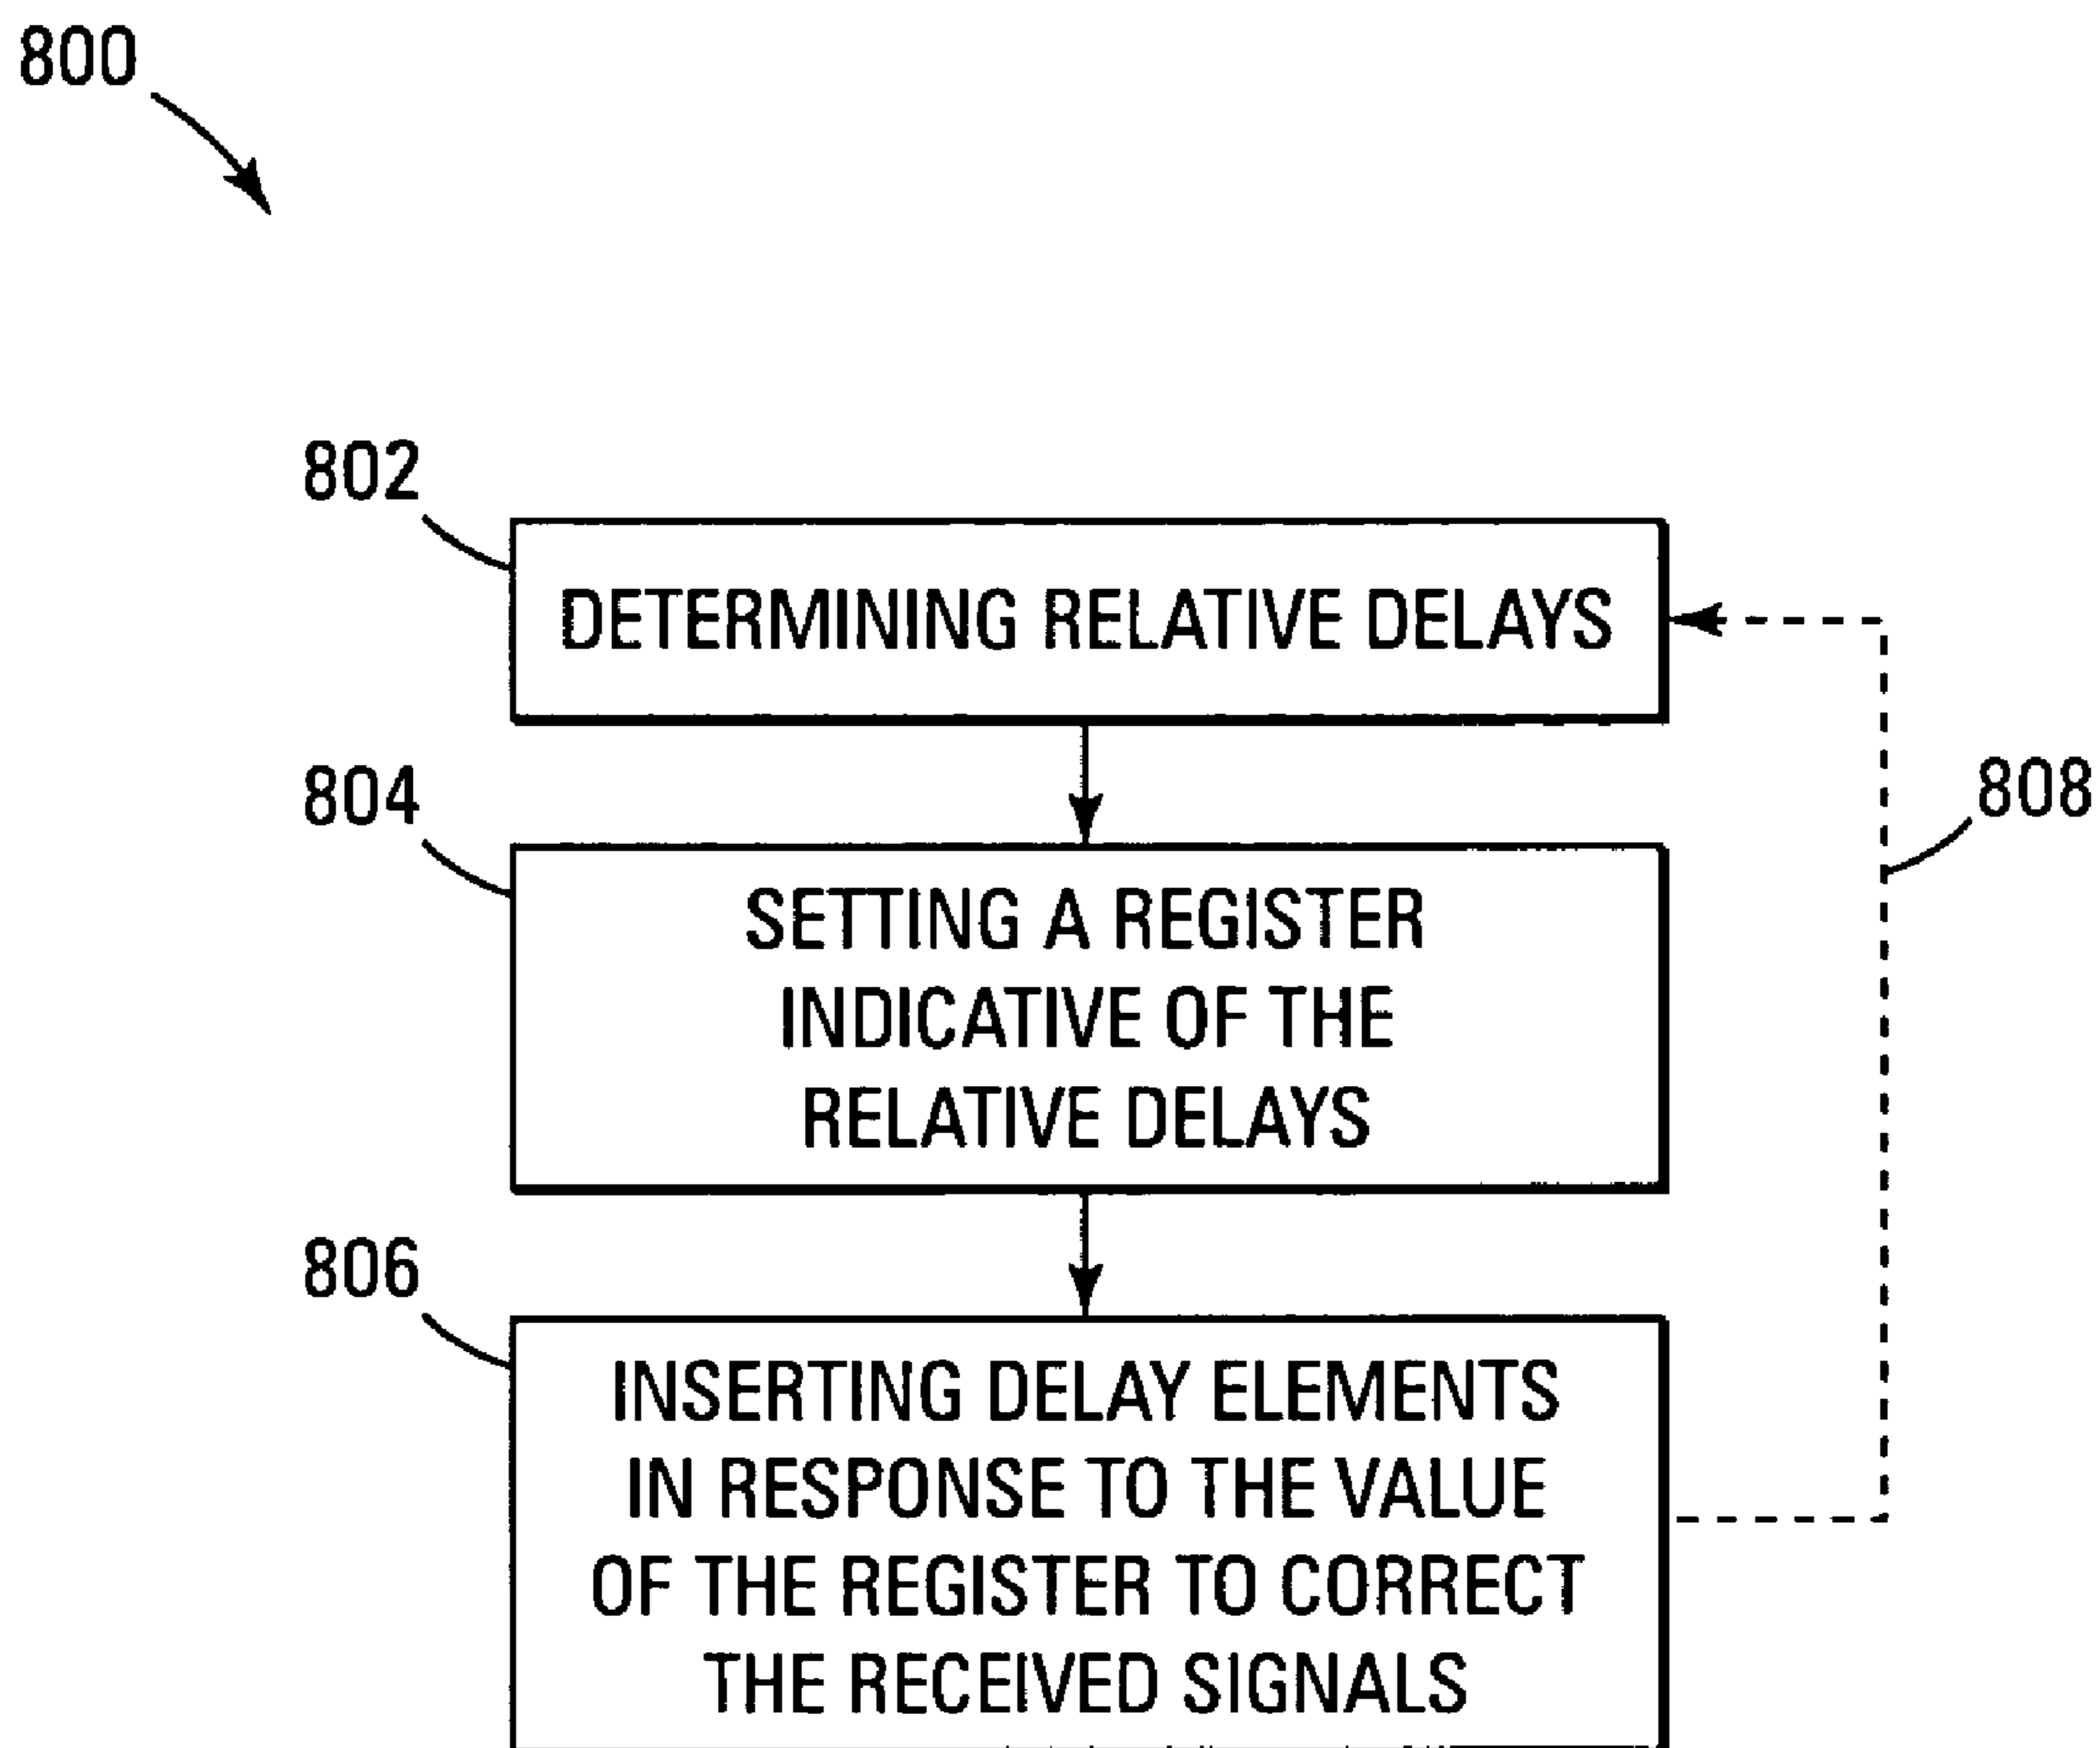 800
802
DETERMINING RELATIVE DELAYS
804
808
SETTING A REGISTER
INDICATIVE OF THE
RELATIVE DELAYS
806
INSERTING DELAY ELEMENTS
IN RESPONSE TO THE VALUE
OF THE REGISTER TO CORRECT
THE RECEIVED SIGNALS